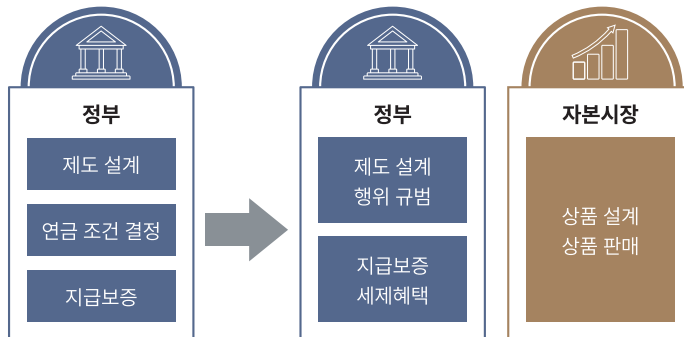 정부
제도 설계
연금 조건 결정
지급보증
정부
제도 설계
행위 규범
지급보증
세제혜택
자본시장
상품 설계
상품 판매